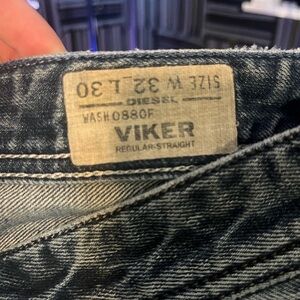 SIZE W 32 L 30
DIESEL
WASH 0880F
VIKER
REGULAR-STRAIGHT